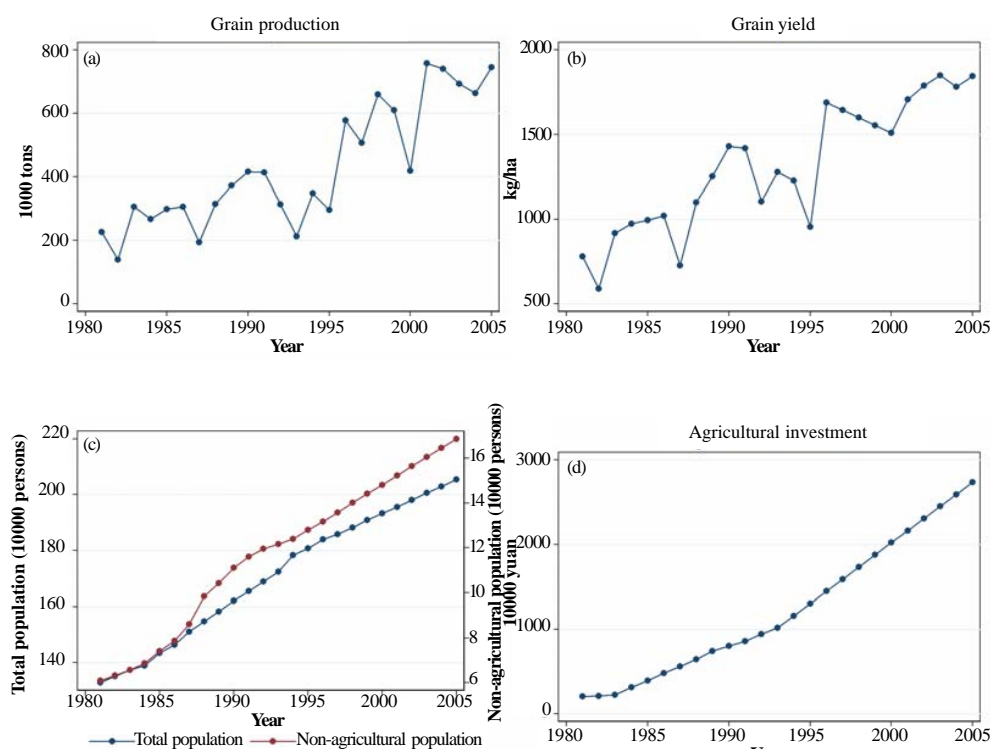 Grain production
(a)
1000 tons
800
600
400
200
0
1980 1985 1990 1995 2000 2005
Year
Grain yield
(b)
kg/ha
2000
1500
1000
500
1980 1985 1990 1995 2000 2005
Year
(c)
Total population (10000 persons)
220
200
180
160
140
Non-agricultural population (10000 persons)
16
14
12
10
8
6
1980 1985 1990 1995 2000 2005
Year
Total population Non-agricultural population
Agricultural investment
(d)
10000 yuan
3000
2000
1000
0
1980 1985 1990 1995 2000 2005